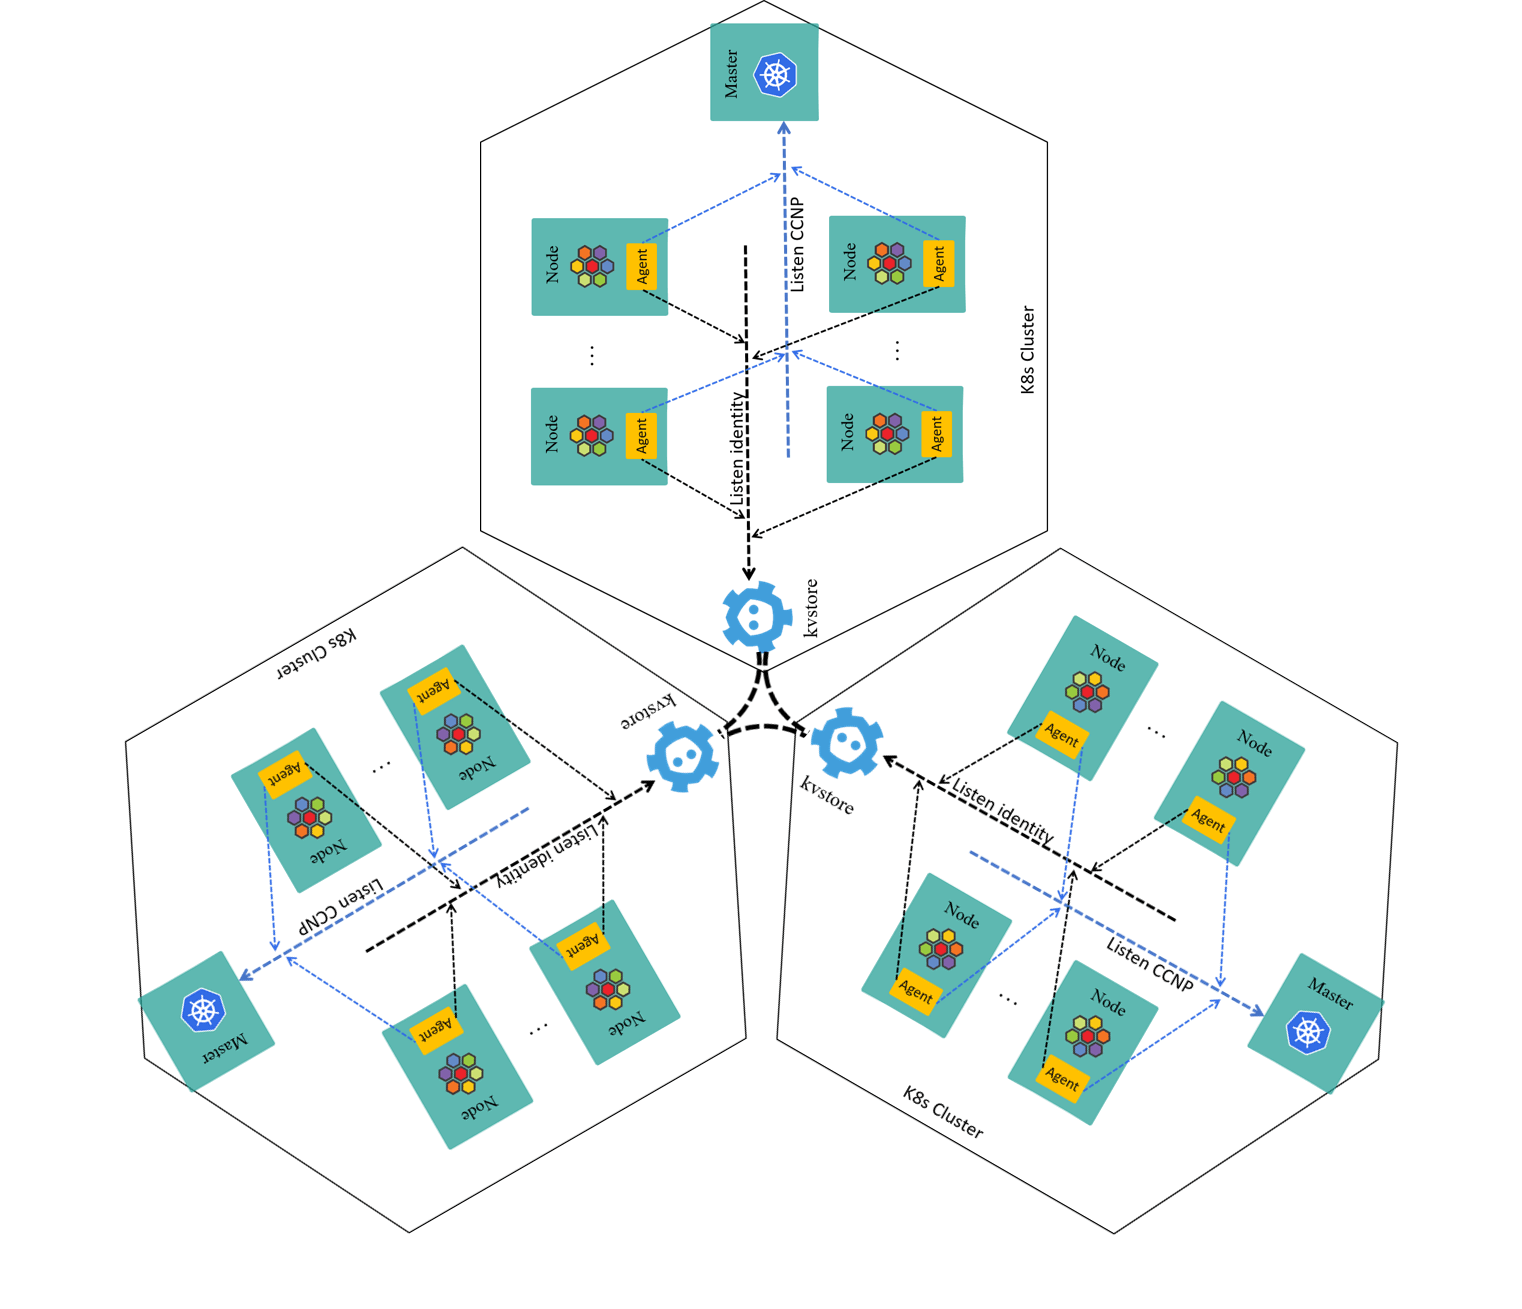 Master
Listen CCNP
Node
Agent
Node
Agent
K8s Cluster
...
...
Node
Agent
Node
Agent
Listen identity
kvstore
K8s Cluster
Agent
Node
kvstore
Agent
Node
...
Listen identity
Listen CCNP
Agent
Node
Master
Agent
Node
...
Node
Agent
...
Node
Agent
kvstore
Listen identity
Node
Agent
Listen CCNP
...
Node
Agent
Master
K8s Cluster